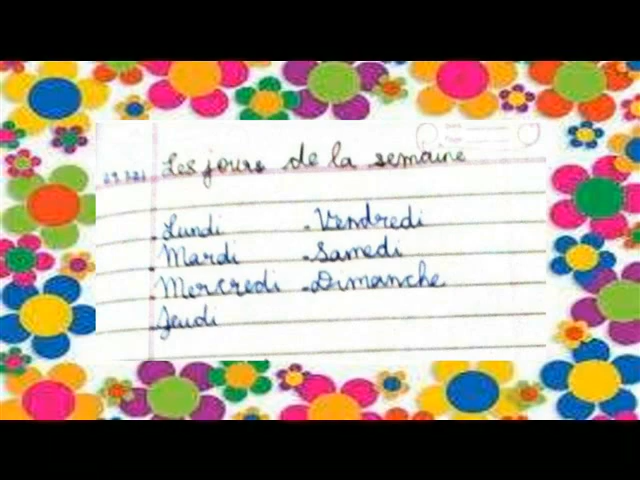 Les jours de la semaine
Lundi
Mardi
Mercredi
Jeudi
Vendredi
Samedi
Dimanche